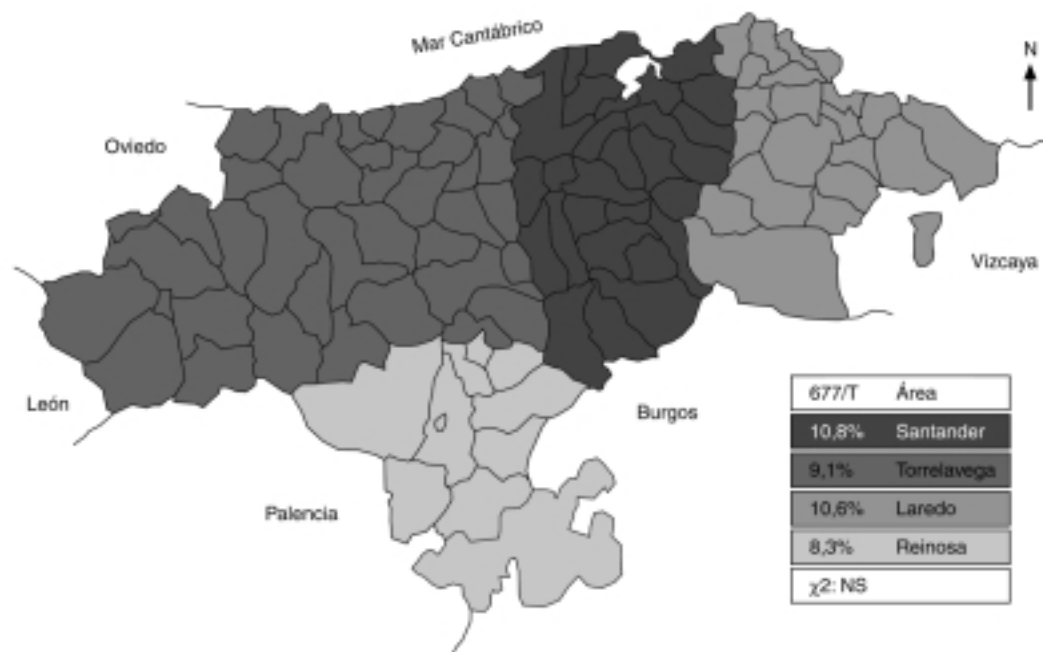 Mar Cantábrico
N
Oviedo
Vizcaya
León
Burgos
Palencia
677/T Área
10,8% Santander
9,1% Torrelavega
10,6% Laredo
8,3% Reinosa
χ2: NS